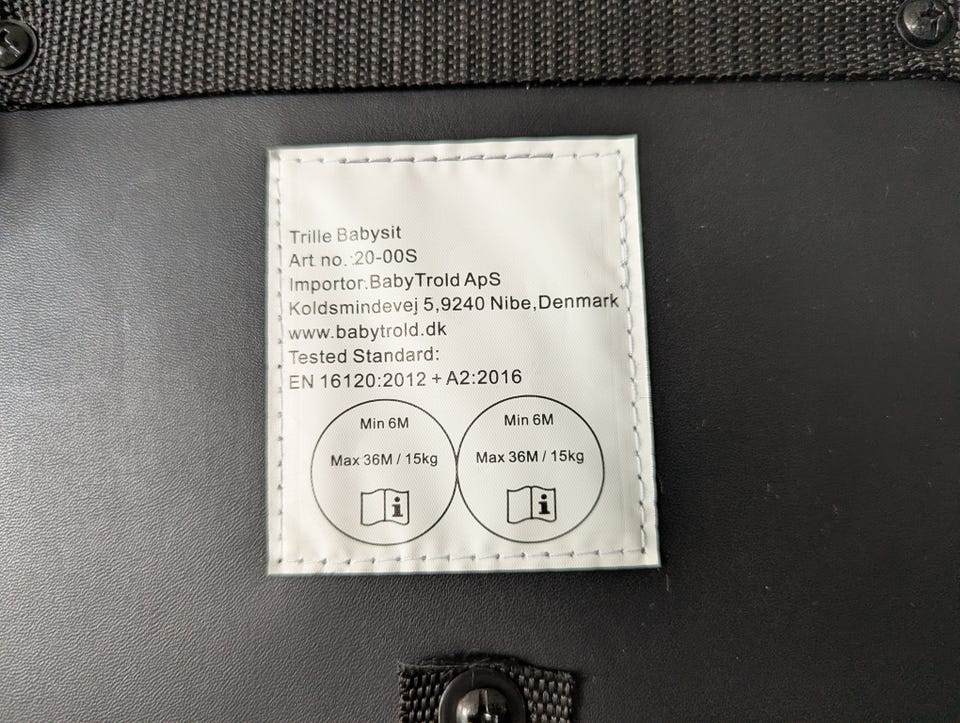 Trille Babysit
Art no.:20-00S
Importor:BabyTrold ApS
Koldsmindevej 5,9240 Nibe,Denmark
www.babytrold.dk
Tested Standard:
EN 16120:2012 + A2:2016
Min 6M
Max 36M / 15kg
i
Min 6M
Max 36M / 15kg
i